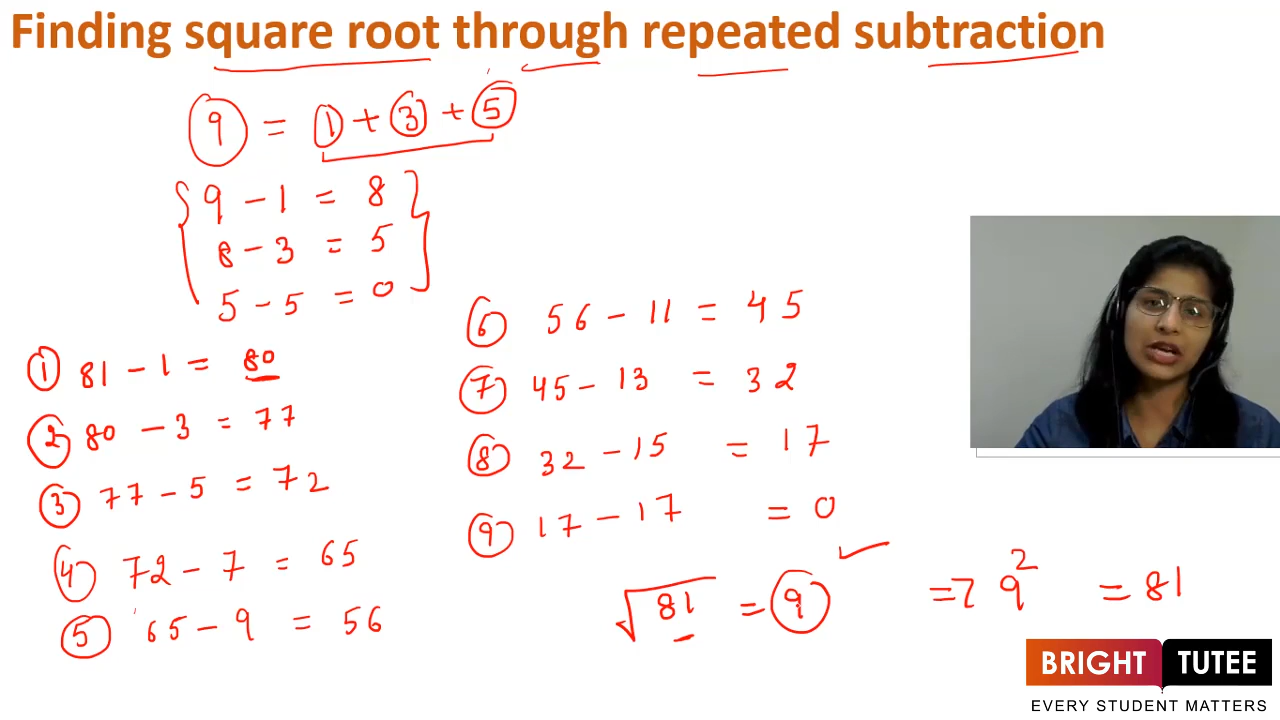 Finding square root through repeated subtraction
9 = 1 + 3 + 5
9 - 1 = 8
8 - 3 = 5
5 - 5 = 0
1 81 - 1 = 80
2 80 - 3 = 77
3 77 - 5 = 72
4 72 - 7 = 65
5 65 - 9 = 56
6 56 - 11 = 45
7 45 - 13 = 32
8 32 - 15 = 17
9 17 - 17 = 0
√81 = 9 ⇒ 9² = 81
BRIGHT TUTEE
EVERY STUDENT MATTERS